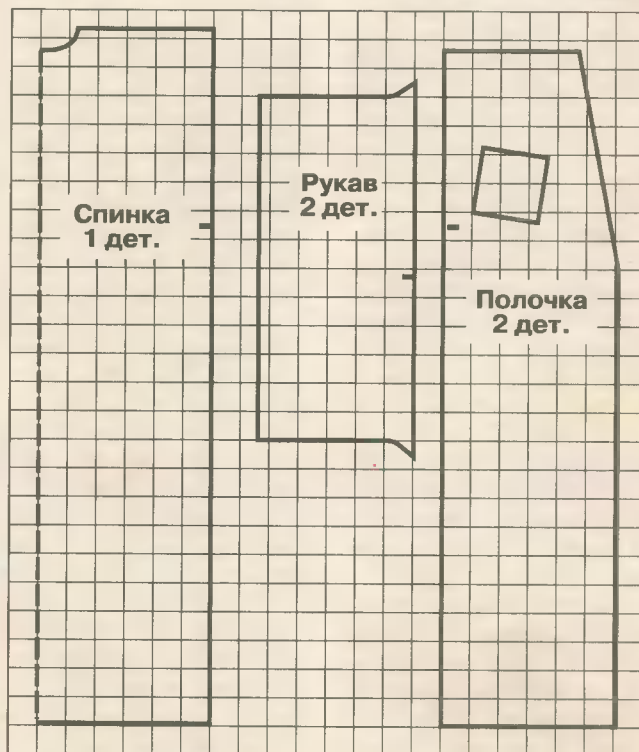 Спинка
1 дет.
Рукав
2 дет.
Полочка
2 дет.